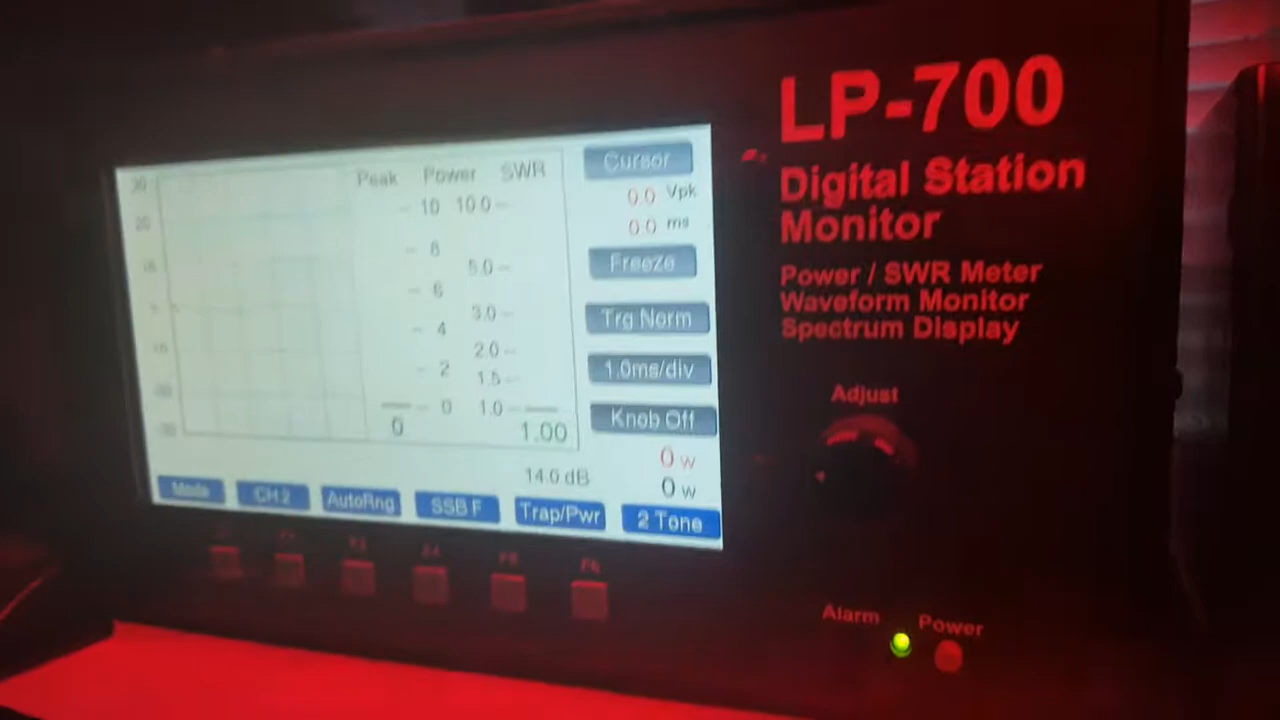 LP-700
Digital Station
Monitor
Power / SWR Meter
Waveform Monitor
Spectrum Display
Adjust
Alarm
Power
Peak Power SWR
10 10.0
8
5.0
6
3.0
4
2.0
2
1.5
0 1.0
0 1.00
14.0 dB
Cursor
0.0 Vpk
0.0 ms
Freeze
Trg Norm
1.0ms/div
Knob Off
0 w
0 w
Mode CH 2 AutoRng SSB F Trap/Pwr 2 Tone
F6